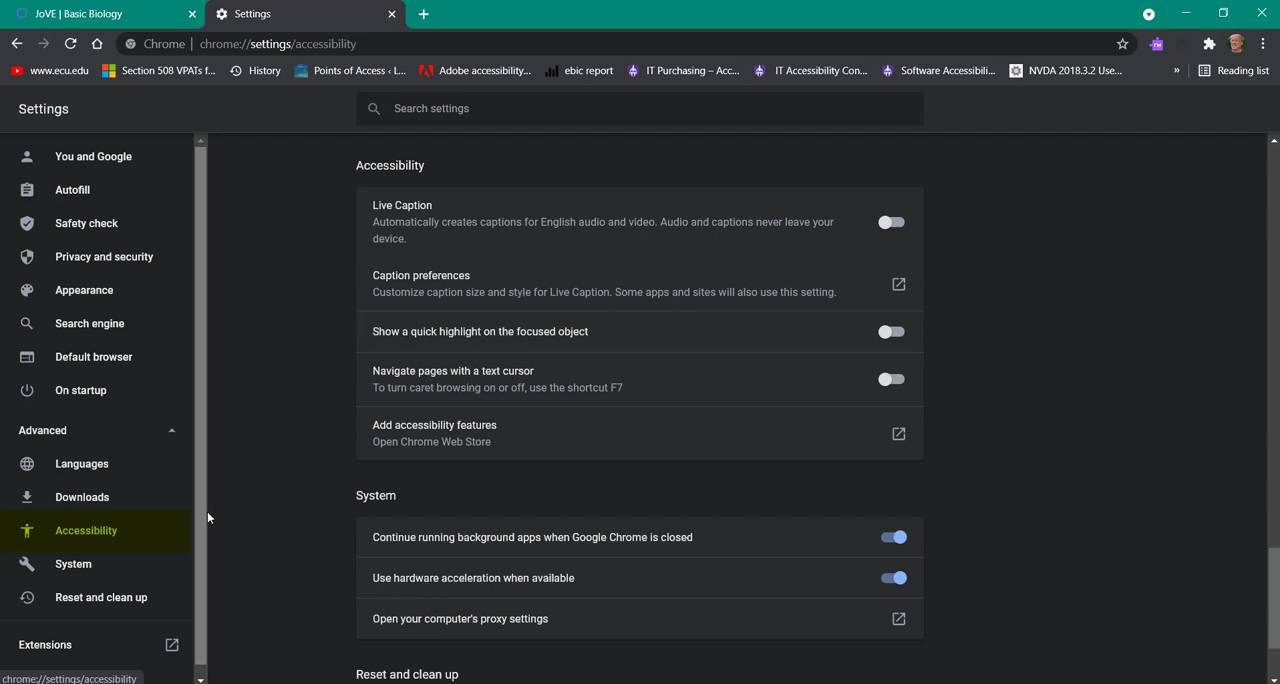 JoVE | Basic Biology
Settings
Chrome | chrome://settings/accessibility
www.ecu.edu Section 508 VPATs f... History Points of Access ‹ L... Adobe accessibility... ebic report IT Purchasing – Acc... IT Accessibility Con... Software Accessibili... NVDA 2018.3.2 Use... » Reading list
Settings
Search settings
You and Google
Autofill
Safety check
Privacy and security
Appearance
Search engine
Default browser
On startup
Advanced
Languages
Downloads
Accessibility
System
Reset and clean up
Extensions
chrome://settings/accessibility
Accessibility
Live Caption
Automatically creates captions for English audio and video. Audio and captions never leave your
device.
Caption preferences
Customize caption size and style for Live Caption. Some apps and sites will also use this setting.
Show a quick highlight on the focused object
Navigate pages with a text cursor
To turn caret browsing on or off, use the shortcut F7
Add accessibility features
Open Chrome Web Store
System
Continue running background apps when Google Chrome is closed
Use hardware acceleration when available
Open your computer's proxy settings
Reset and clean up